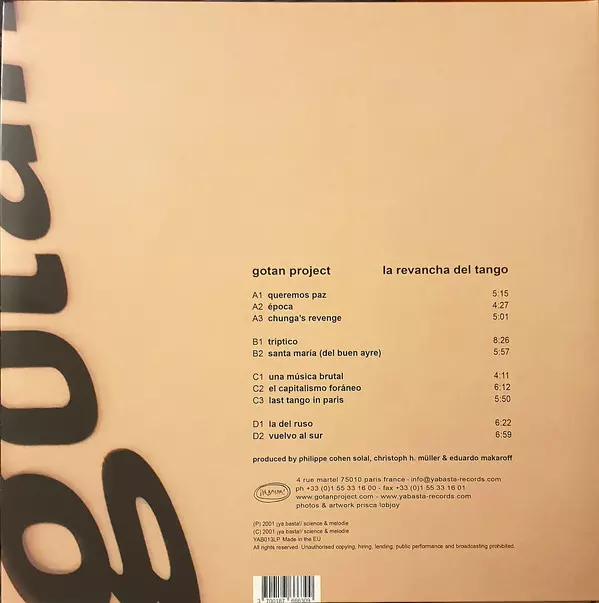 gotan
gotan project la revancha del tango
A1 queremos paz 5:15
A2 época 4:27
A3 chunga's revenge 5:01
B1 triptico 8:26
B2 santa maría (del buen ayre) 5:57
C1 una música brutal 4:11
C2 el capitalismo foráneo 6:12
C3 last tango in paris 5:50
D1 la del ruso 6:22
D2 vuelvo al sur 6:59
produced by philippe cohen solal, christoph h. müller & eduardo makaroff
4 rue martel 75010 paris france - info@yabasta-records.com
ph +33 (0)1 55 33 16 00 - fax +33 (0)1 55 33 16 01
www.gotanproject.com - www.yabasta-records.com
photos & artwork prisca lobjoy
¡ya basta!
(P) 2001 ¡ya basta!/ science & melodie
(C) 2001 ¡ya basta!/ science & melodie
YAB013LP Made in the EU
All rights reserved. Unauthorised copying, hiring, lending, public performance and broadcasting prohibited.
3 700187 666309